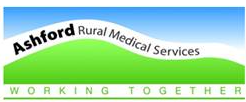 Ashford Rural Medical Services
WORKING TOGETHER